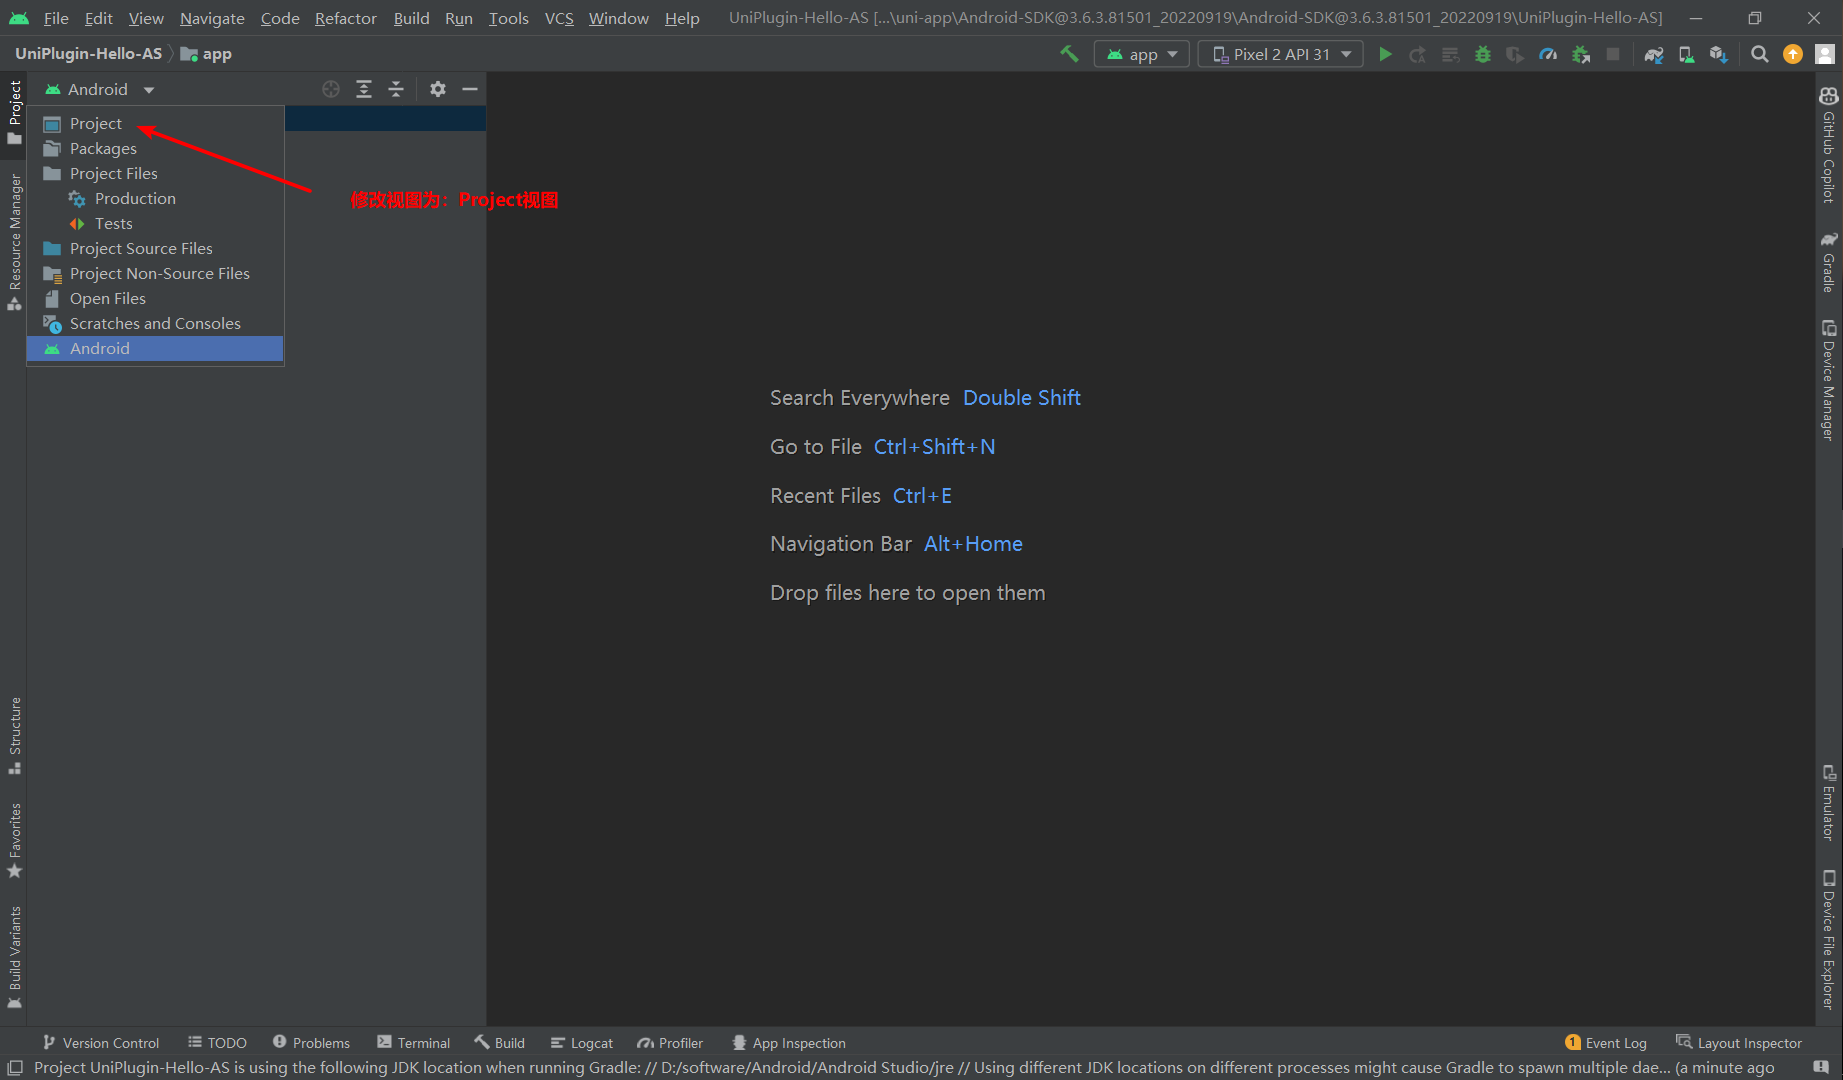 File Edit View Navigate Code Refactor Build Run Tools VCS Window Help UniPlugin-Hello-AS [...\uni-app\Android-SDK@3.6.3.81501_20220919\Android-SDK@3.6.3.81501_20220919\UniPlugin-Hello-AS]
UniPlugin-Hello-AS app app Pixel 2 API 31
Android
Project
Packages
Project Files
Production
Tests
Project Source Files
Project Non-Source Files
Open Files
Scratches and Consoles
Android
修改视图为：Project视图
Project
Resource Manager
Structure
Favorites
Build Variants
Search Everywhere Double Shift
Go to File Ctrl+Shift+N
Recent Files Ctrl+E
Navigation Bar Alt+Home
Drop files here to open them
GitHub Copilot
Gradle
Device Manager
Emulator
Device File Explorer
Version Control TODO Problems Terminal Build Logcat Profiler App Inspection 1 Event Log Layout Inspector
Project UniPlugin-Hello-AS is using the following JDK location when running Gradle: // D:/software/Android/Android Studio/jre // Using different JDK locations on different processes might cause Gradle to spawn multiple dae... (a minute ago